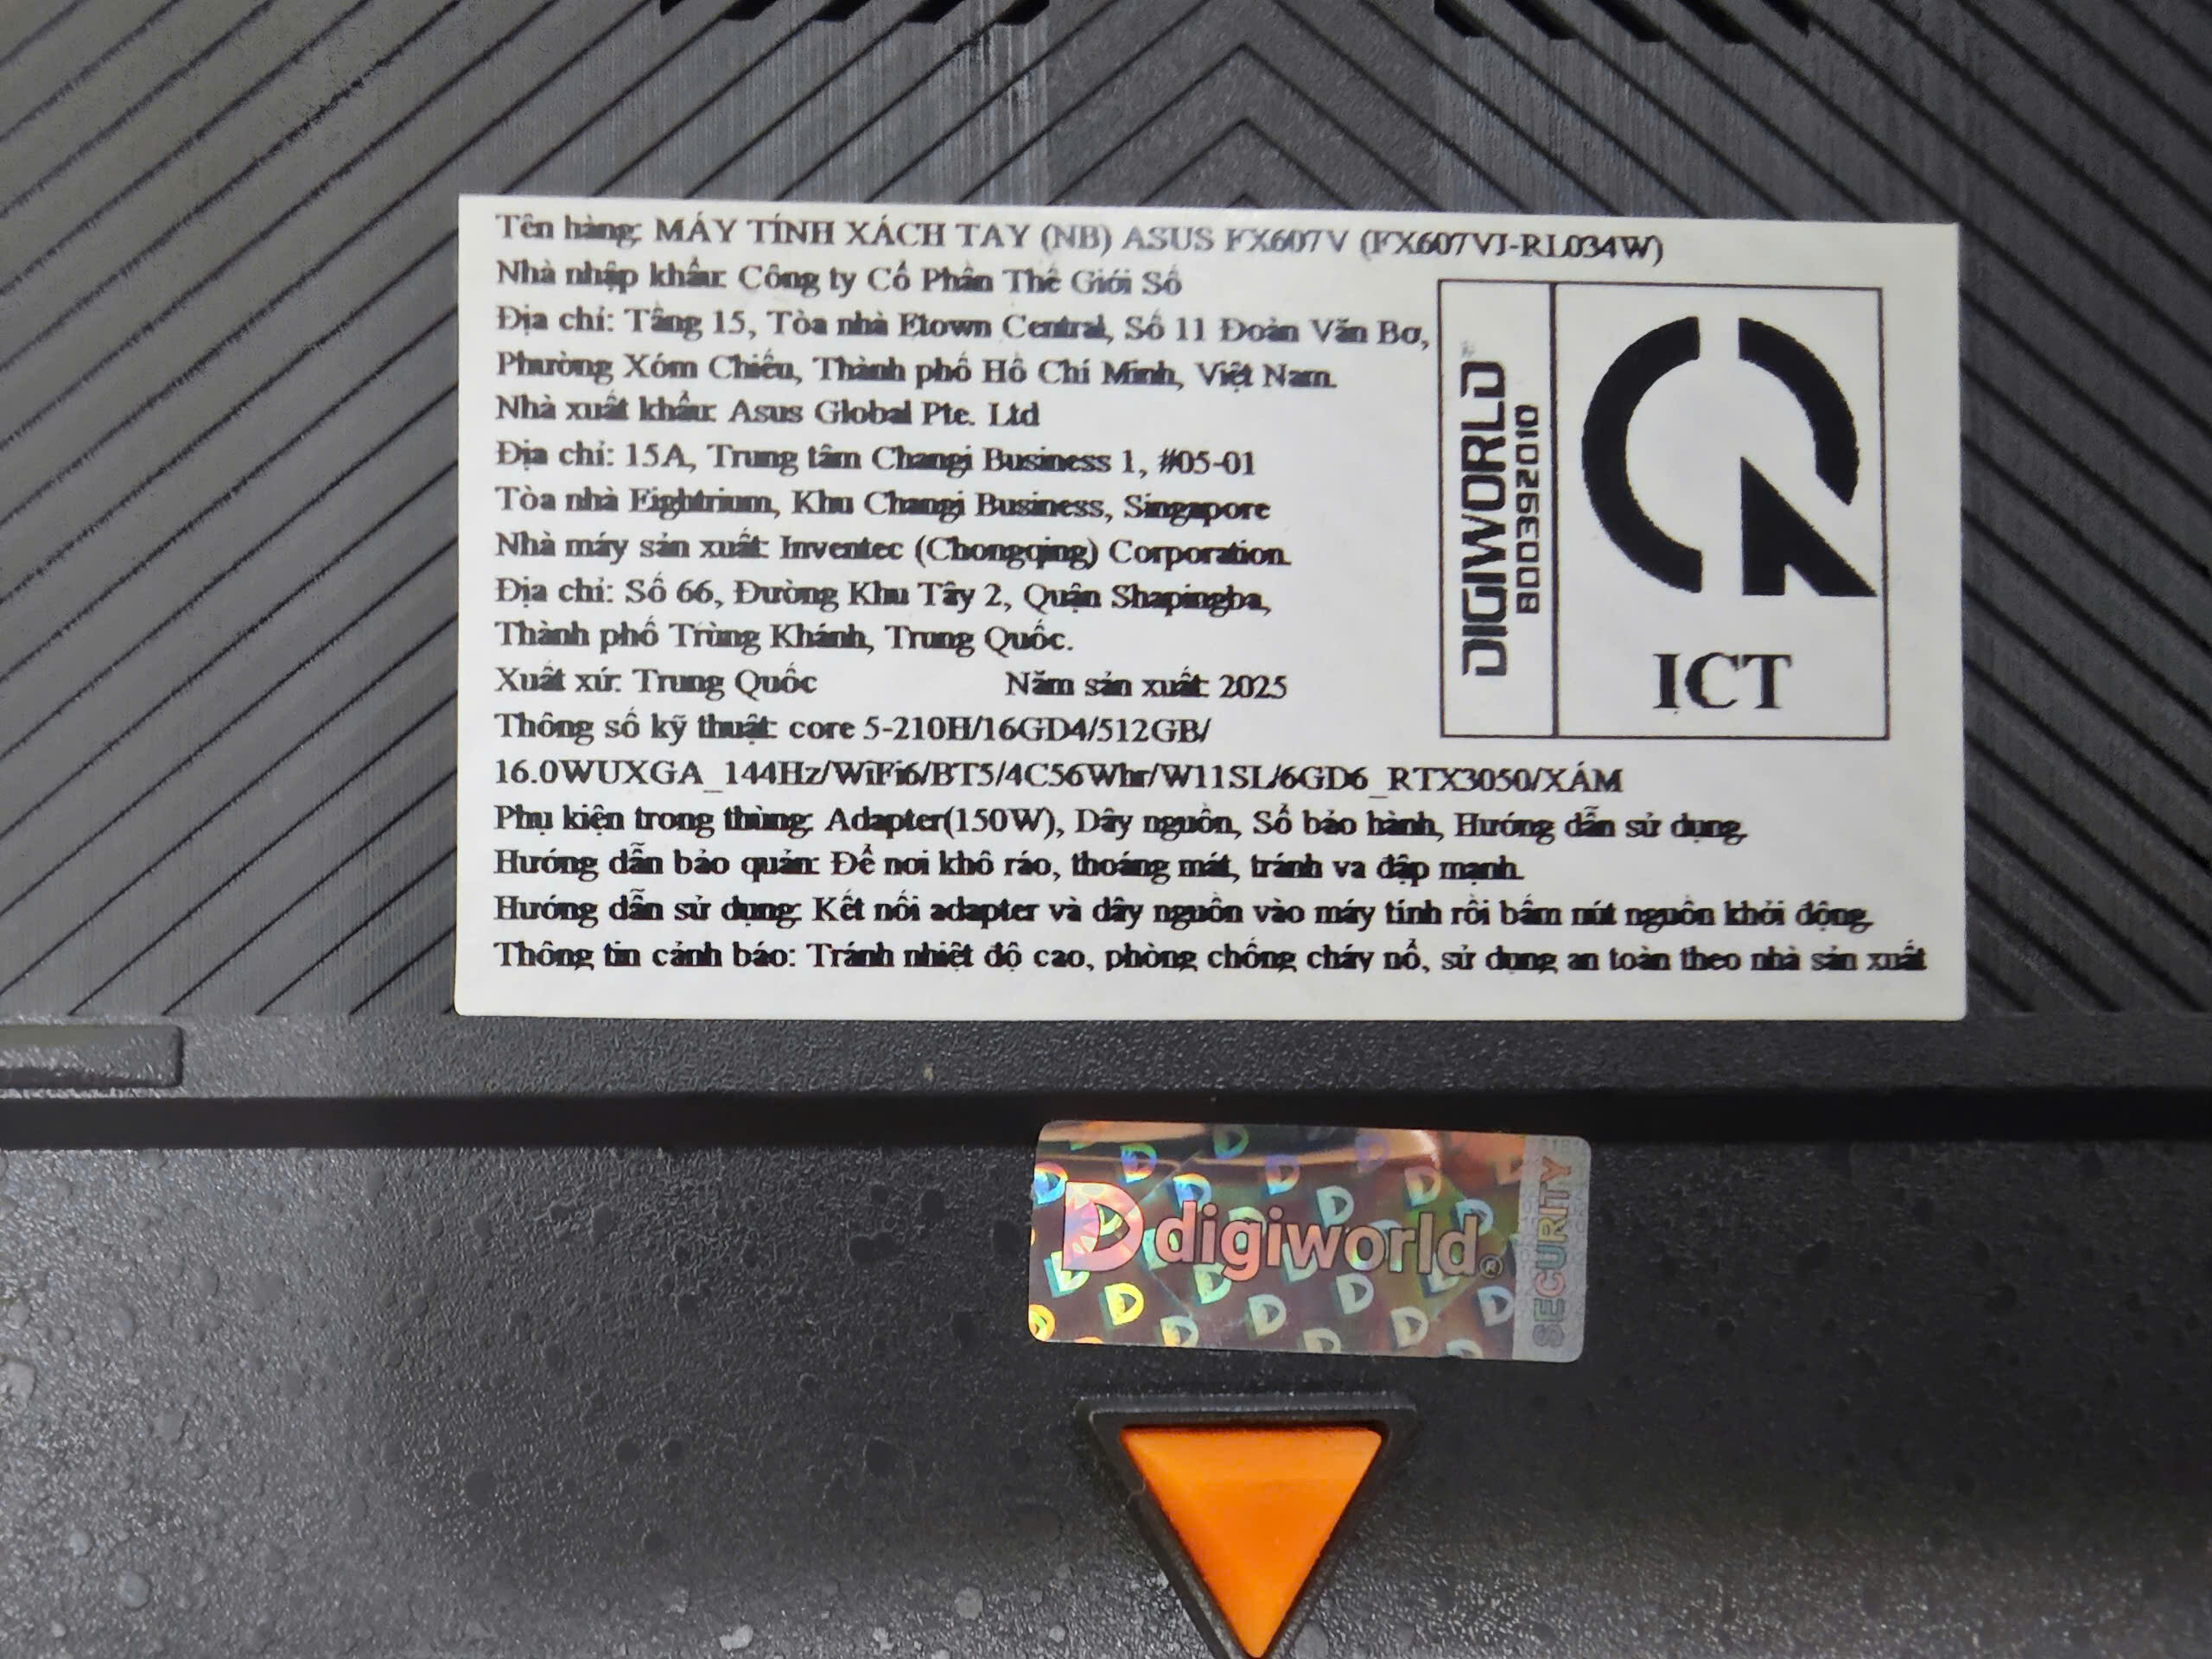 Tên hàng: MÁY TÍNH XÁCH TAY (NB) ASUS FX607V (FX607VJ-RL034W)
Nhà nhập khẩu: Công ty Cổ Phần Thế Giới Số
Địa chỉ: Tầng 15, Tòa nhà Etown Central, Số 11 Đoàn Văn Bơ,
Phường Xóm Chiếu, Thành phố Hồ Chí Minh, Việt Nam.
Nhà xuất khẩu: Asus Global Pte. Ltd
Địa chỉ: 15A, Trung tâm Changi Business 1, #05-01
Tòa nhà Eightrium, Khu Changi Business, Singapore
Nhà máy sản xuất: Inventec (Chongqing) Corporation.
Địa chỉ: Số 66, Đường Khu Tây 2, Quận Shapingba,
Thành phố Trùng Khánh, Trung Quốc.
Xuất xứ: Trung Quốc Năm sản xuất: 2025
Thông số kỹ thuật: core 5-210H/16GD4/512GB/
16.0WUXGA_144Hz/WiFi6/BT5/4C56Whr/W11SL/6GD6_RTX3050/XÁM
Phụ kiện trong thùng: Adapter(150W), Dây nguồn, Sổ bảo hành, Hướng dẫn sử dụng.
Hướng dẫn bảo quản: Để nơi khô ráo, thoáng mát, tránh va đập mạnh.
Hướng dẫn sử dụng: Kết nối adapter và dây nguồn vào máy tính rồi bấm nút nguồn khởi động.
Thông tin cảnh báo: Tránh nhiệt độ cao, phòng chống cháy nổ, sử dụng an toàn theo nhà sản xuất
DIGIWORLD
B0039201D
ICT
D digiworld®
SECURITY